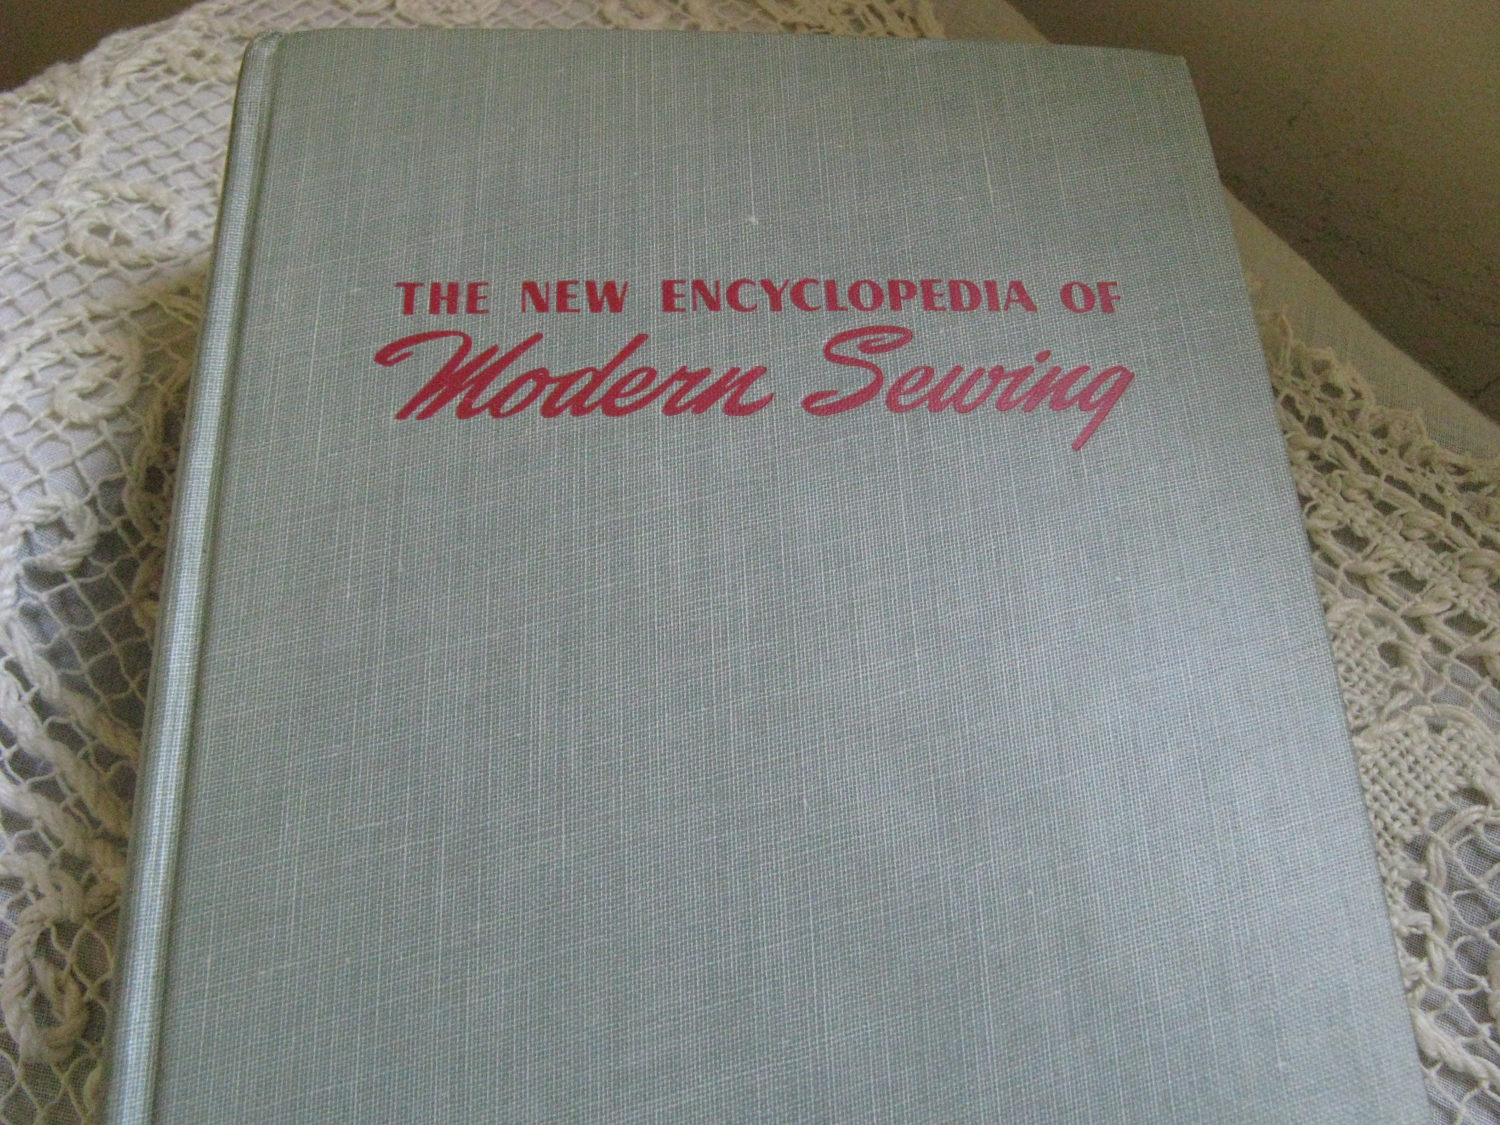 THE NEW ENCYCLOPEDIA OF
Modern Sewing